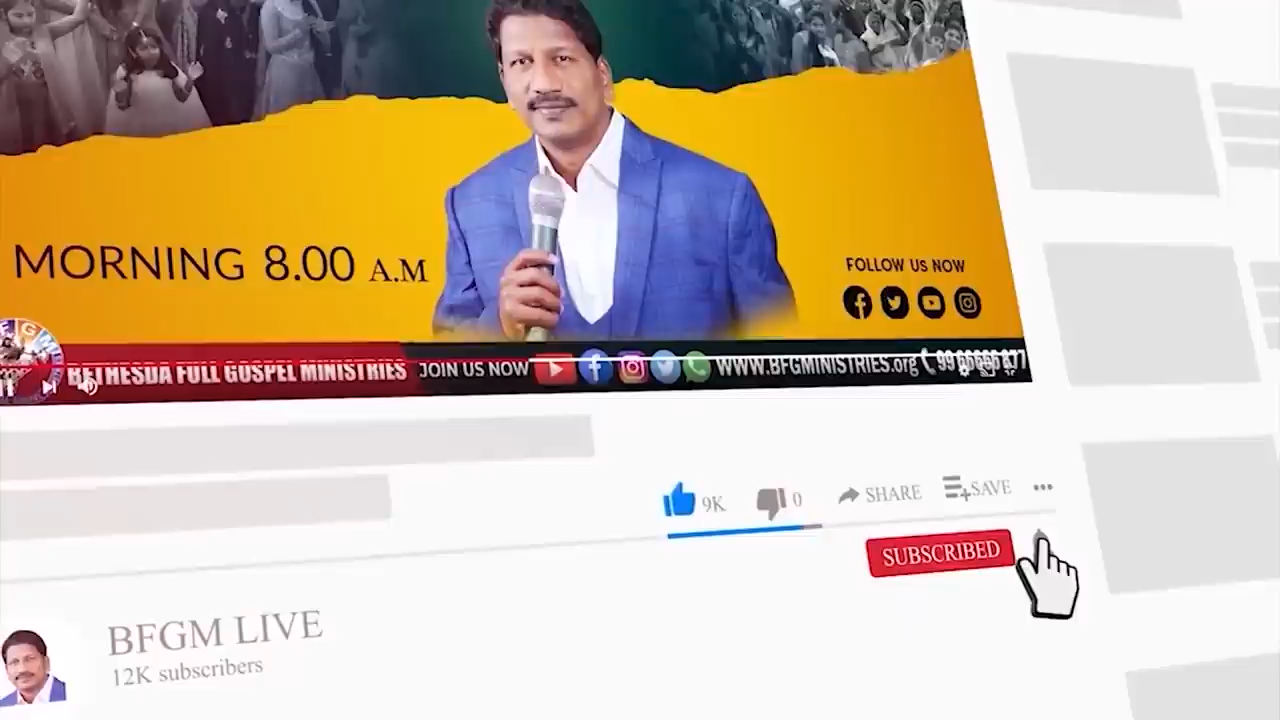 MORNING 8.00 A.M
FOLLOW US NOW
BETHESDA FULL GOSPEL MINISTRIES
JOIN US NOW
WWW.BFGMINISTRIES.org
9K
0
SHARE
SAVE
SUBSCRIBED
BFGM LIVE
12K subscribers